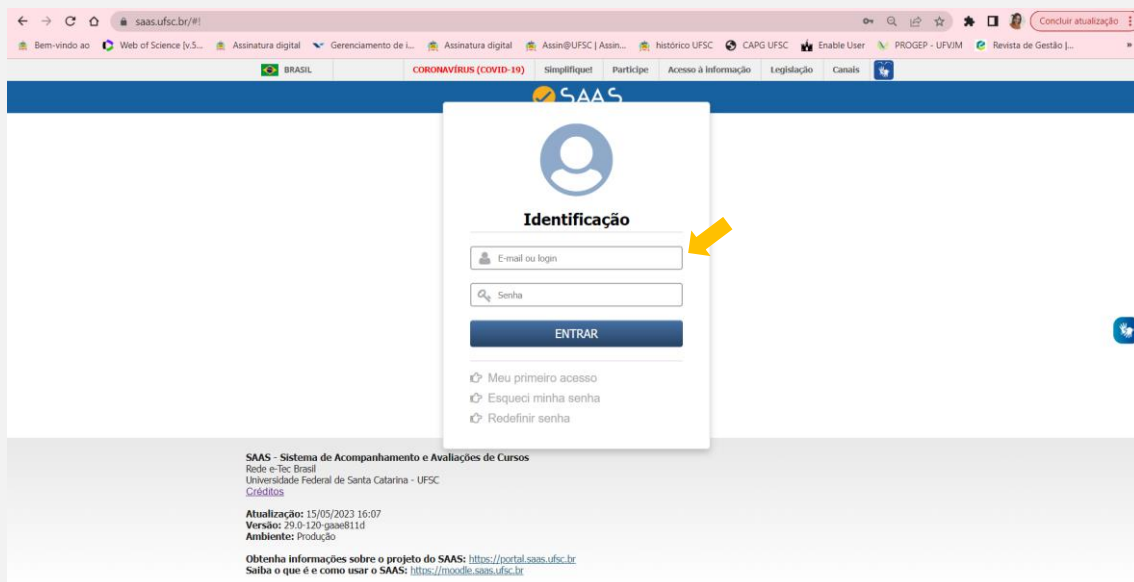 saas.ufsc.br/#!
Concluir atualização
Bem-vindo ao
Web of Science [v.5...
Assinatura digital
Gerenciamento de i...
Assinatura digital
Assin@UFSC | Assin...
histórico UFSC
CAPG UFSC
Enable User
PROGEP - UFVJM
Revista de Gestão |...
»
BRASIL
CORONAVÍRUS (COVID-19)
Simplifique!
Participe
Acesso à informação
Legislação
Canais
SAAS
Identificação
E-mail ou login
Senha
ENTRAR
Meu primeiro acesso
Esqueci minha senha
Redefinir senha
SAAS - Sistema de Acompanhamento e Avaliações de Cursos
Rede e-Tec Brasil
Universidade Federal de Santa Catarina - UFSC
Créditos
Atualização: 15/05/2023 16:07
Versão: 29.0-120-gaae811d
Ambiente: Produção
Obtenha informações sobre o projeto do SAAS: https://portal.saas.ufsc.br
Saiba o que é e como usar o SAAS: https://moodle.saas.ufsc.br